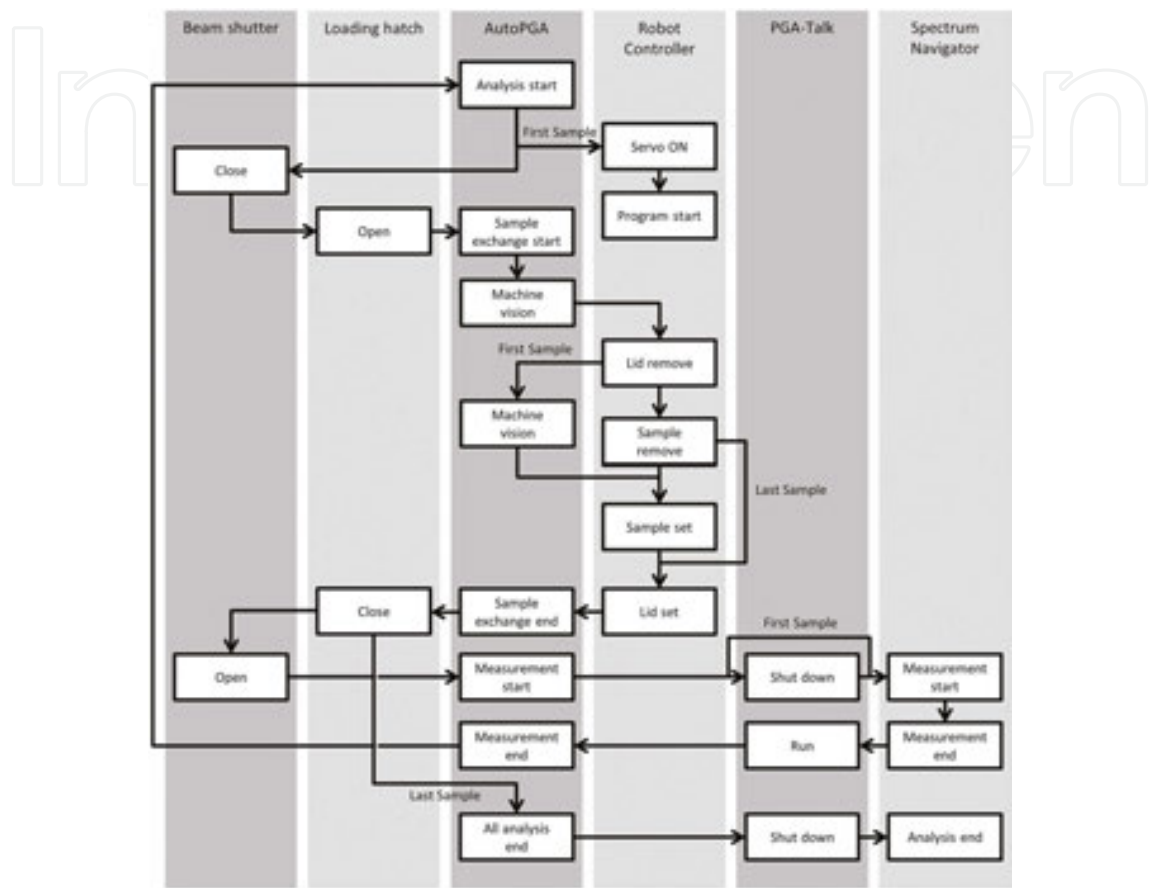 Beam shutter
Loading hatch
AutoPGA
Robot
Controller
PGA-Talk
Spectrum
Navigator
Analysis start
First Sample
Servo ON
Close
Program start
Open
Sample
exchange start
Machine
vision
First Sample
Lid remove
Machine
vision
Sample
remove
Last Sample
Sample set
Close
Sample
exchange end
Lid set
First Sample
Open
Measurement
start
Shut down
Measurement
start
Measurement
end
Run
Measurement
end
Last Sample
All analysis
end
Shut down
Analysis end